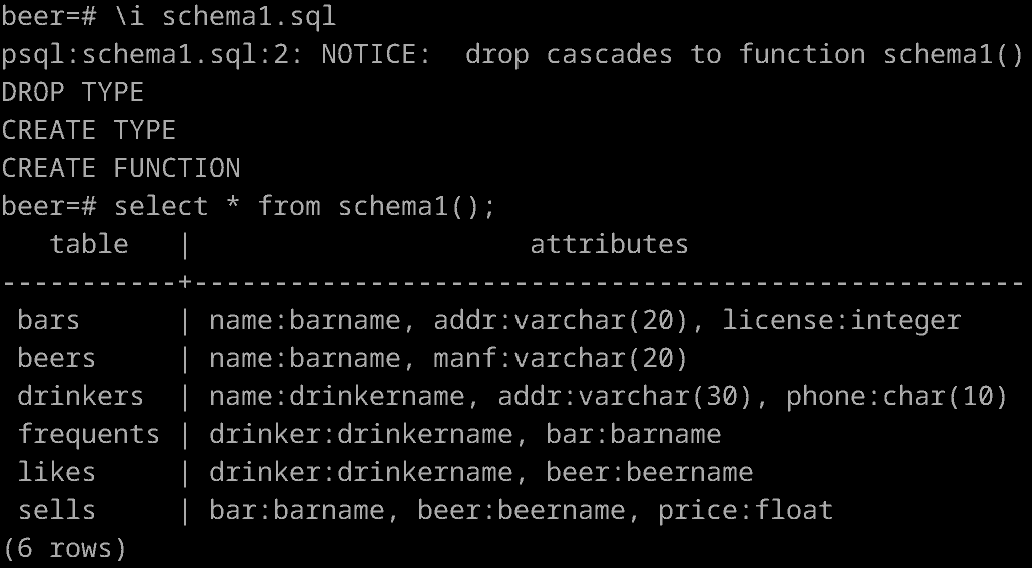 beer=# \i schema1.sql
psql:schema1.sql:2: NOTICE:  drop cascades to function schema1()
DROP TYPE
CREATE TYPE
CREATE FUNCTION
beer=# select * from schema1();
   table   |                     attributes
-----------+----------------------------------------------------
 bars      | name:barname, addr:varchar(20), license:integer
 beers     | name:barname, manf:varchar(20)
 drinkers  | name:drinkername, addr:varchar(30), phone:char(10)
 frequents | drinker:drinkername, bar:barname
 likes     | drinker:drinkername, beer:beername
 sells     | bar:barname, beer:beername, price:float
(6 rows)